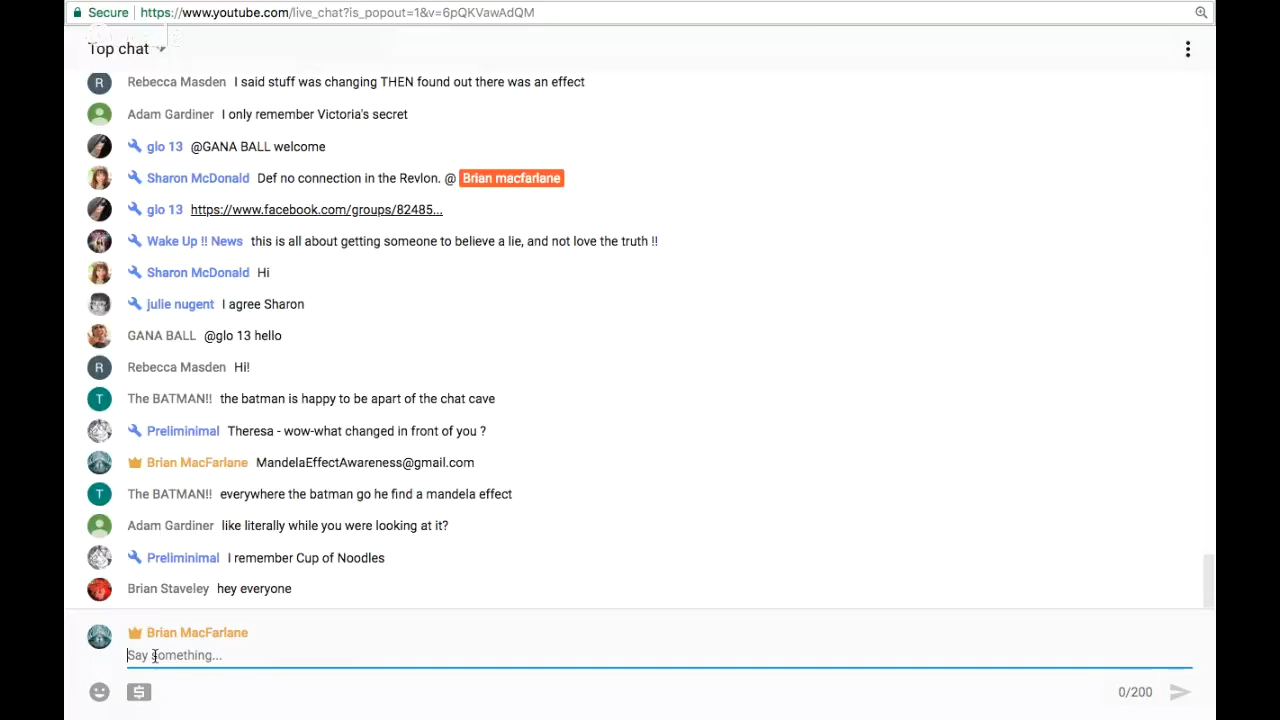 Secure https://www.youtube.com/live_chat?is_popout=1&v=6pQKVawAdQM
Top chat
R Rebecca Masden I said stuff was changing THEN found out there was an effect
Adam Gardiner I only remember Victoria's secret
glo 13 @GANA BALL welcome
Sharon McDonald Def no connection in the Revlon. @ Brian macfarlane
glo 13 https://www.facebook.com/groups/82485...
Wake Up !! News this is all about getting someone to believe a lie, and not love the truth !!
Sharon McDonald Hi
julie nugent I agree Sharon
GANA BALL @glo 13 hello
R Rebecca Masden Hi!
T The BATMAN!! the batman is happy to be apart of the chat cave
Preliminimal Theresa - wow-what changed in front of you ?
Brian MacFarlane MandelaEffectAwareness@gmail.com
T The BATMAN!! everywhere the batman go he find a mandela effect
Adam Gardiner like literally while you were looking at it?
Preliminimal I remember Cup of Noodles
Brian Staveley hey everyone
Brian MacFarlane
Say something...
$ 0/200